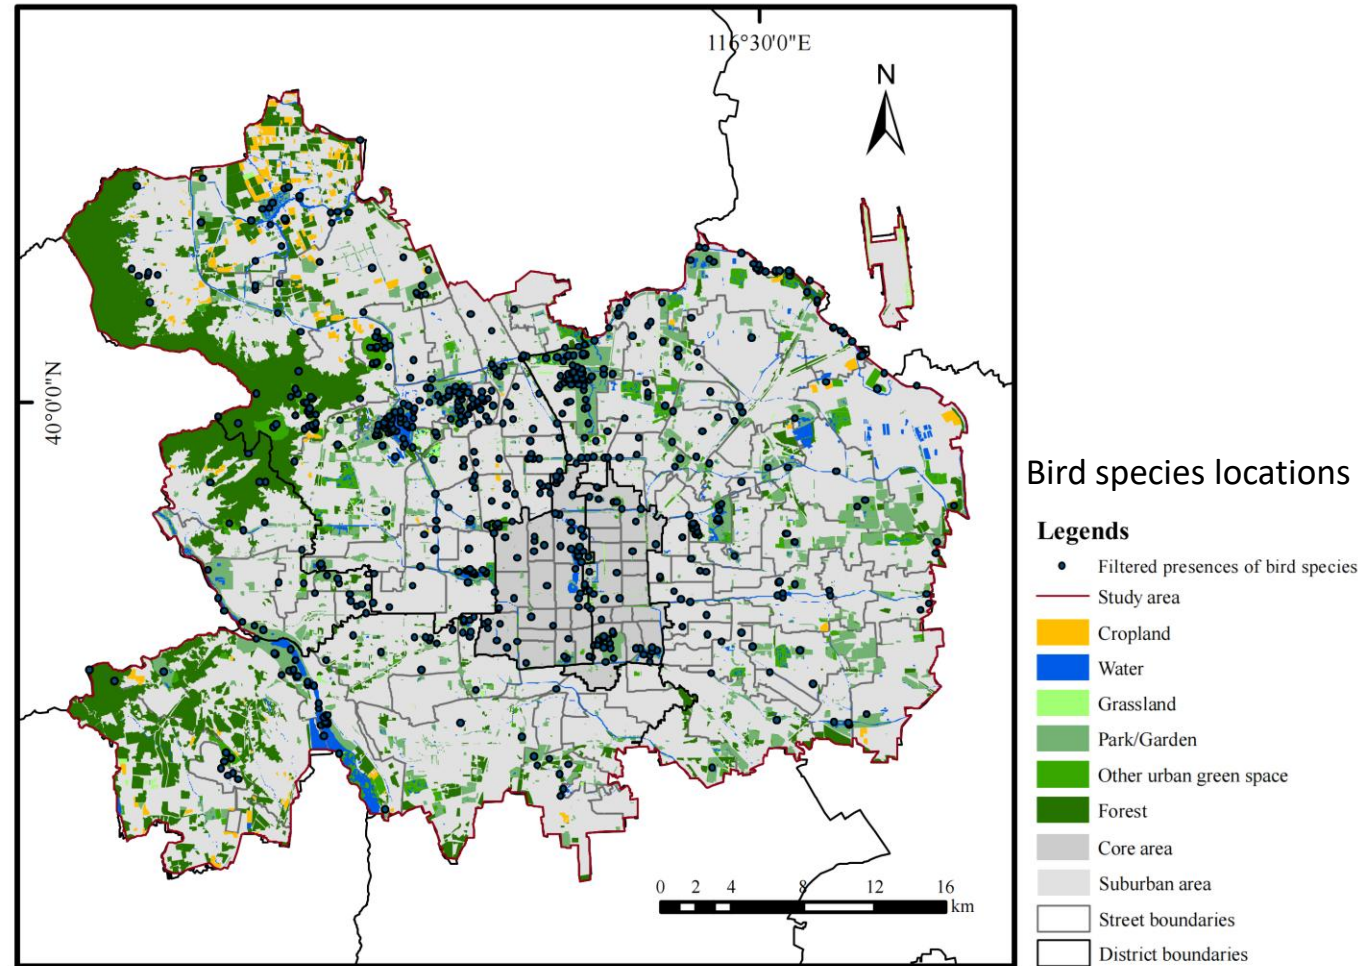 116°30'0"E
N
40°0'0"N
0 2 4 8 12 16
km
Bird species locations
Legends
Filtered presences of bird species
Study area
Cropland
Water
Grassland
Park/Garden
Other urban green space
Forest
Core area
Suburban area
Street boundaries
District boundaries